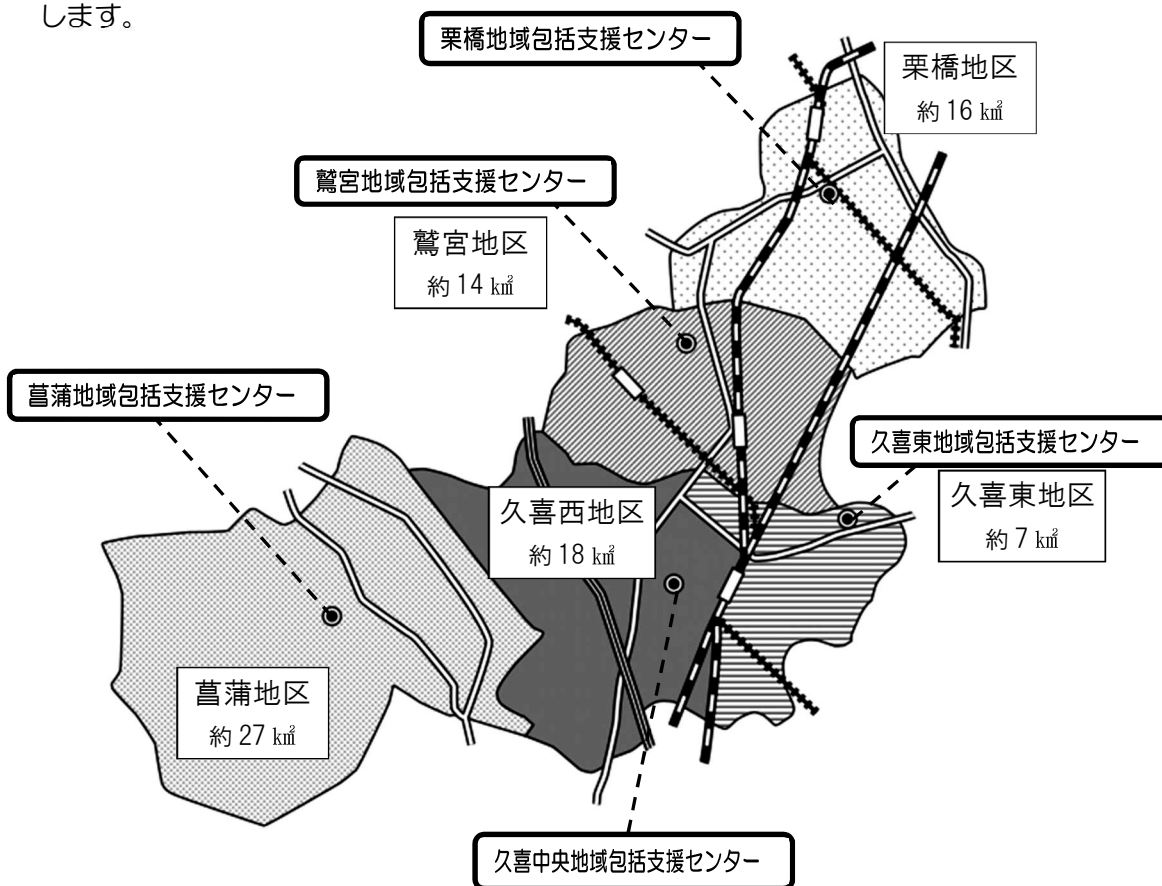 します。
栗橋地域包括支援センター
栗橋地区
約 16 ㎢
鷲宮地域包括支援センター
鷲宮地区
約 14 ㎢
菖蒲地域包括支援センター
久喜東地域包括支援センター
久喜西地区
約 18 ㎢
久喜東地区
約 7 ㎢
菖蒲地区
約 27 ㎢
久喜中央地域包括支援センター